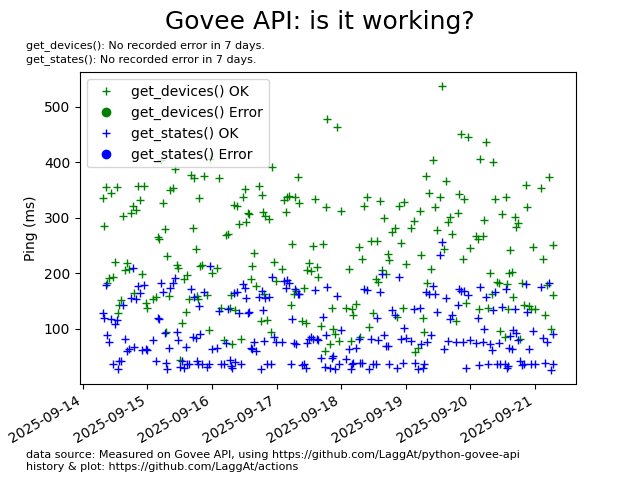 Govee API: is it working?
get_devices(): No recorded error in 7 days.
get_states(): No recorded error in 7 days.
get_devices() OK
get_devices() Error
get_states() OK
get_states() Error
500
400
300
200
100
Ping (ms)
2025-09-14
2025-09-15
2025-09-16
2025-09-17
2025-09-18
2025-09-19
2025-09-20
2025-09-21
data source: Measured on Govee API, using https://github.com/LaggAt/python-govee-api
history & plot: https://github.com/LaggAt/actions